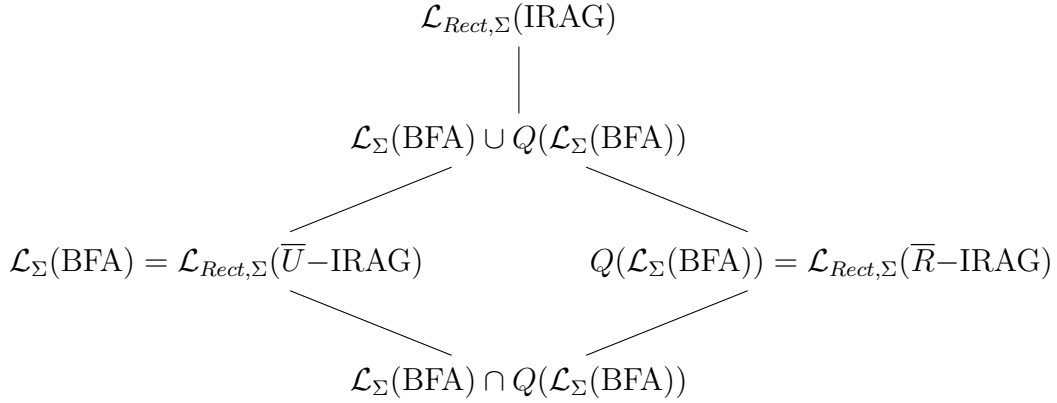 𝓛_{Rect,Σ}(IRAG)
𝓛_Σ(BFA) ∪ Q(𝓛_Σ(BFA))
𝓛_Σ(BFA) = 𝓛_{Rect,Σ}(U̅−IRAG) Q(𝓛_Σ(BFA)) = 𝓛_{Rect,Σ}(R̅−IRAG)
𝓛_Σ(BFA) ∩ Q(𝓛_Σ(BFA))